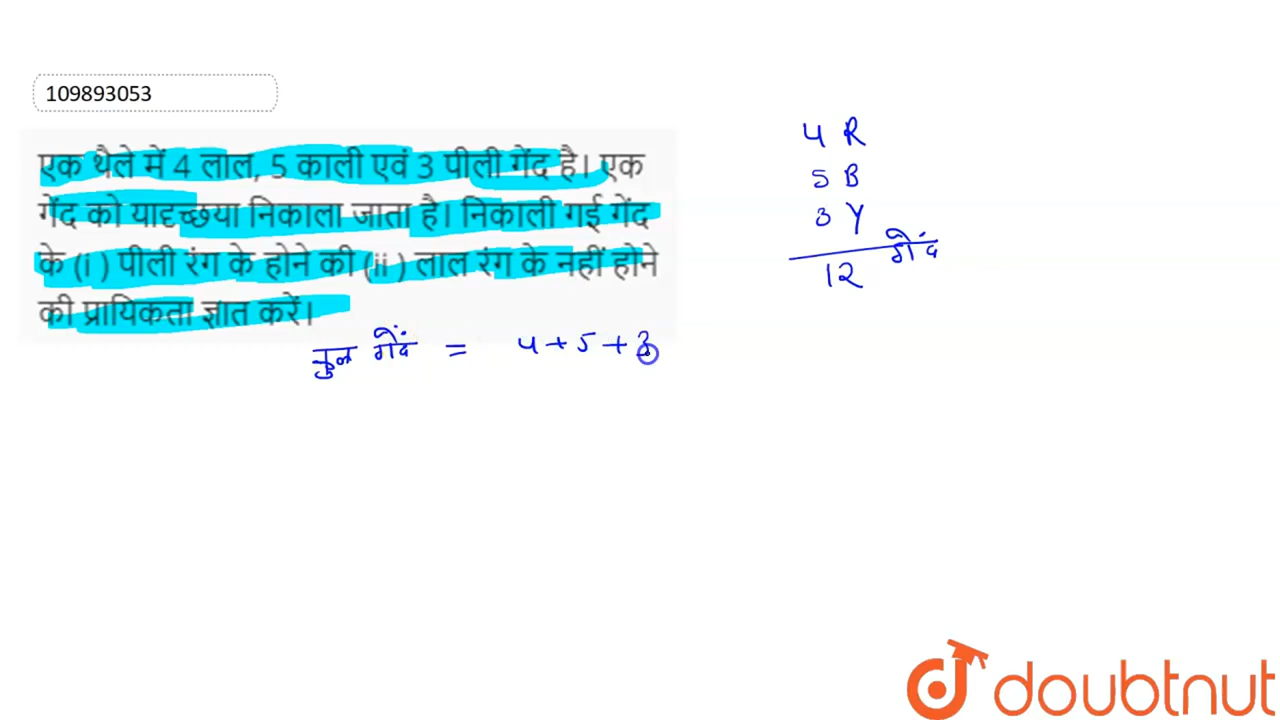 109893053
एक थैले में 4 लाल, 5 काली एवं 3 पीली गेंद है। एक
गेंद को यादृच्छया निकाला जाता है। निकाली गई गेंद
के (i ) पीली रंग के होने की (ii ) लाल रंग के नहीं होने
की प्रायिकता ज्ञात करें।
4 R
5 B
3 Y
12 गेंद
कुल गेंद = 4 + 5 + 3
doubtnut